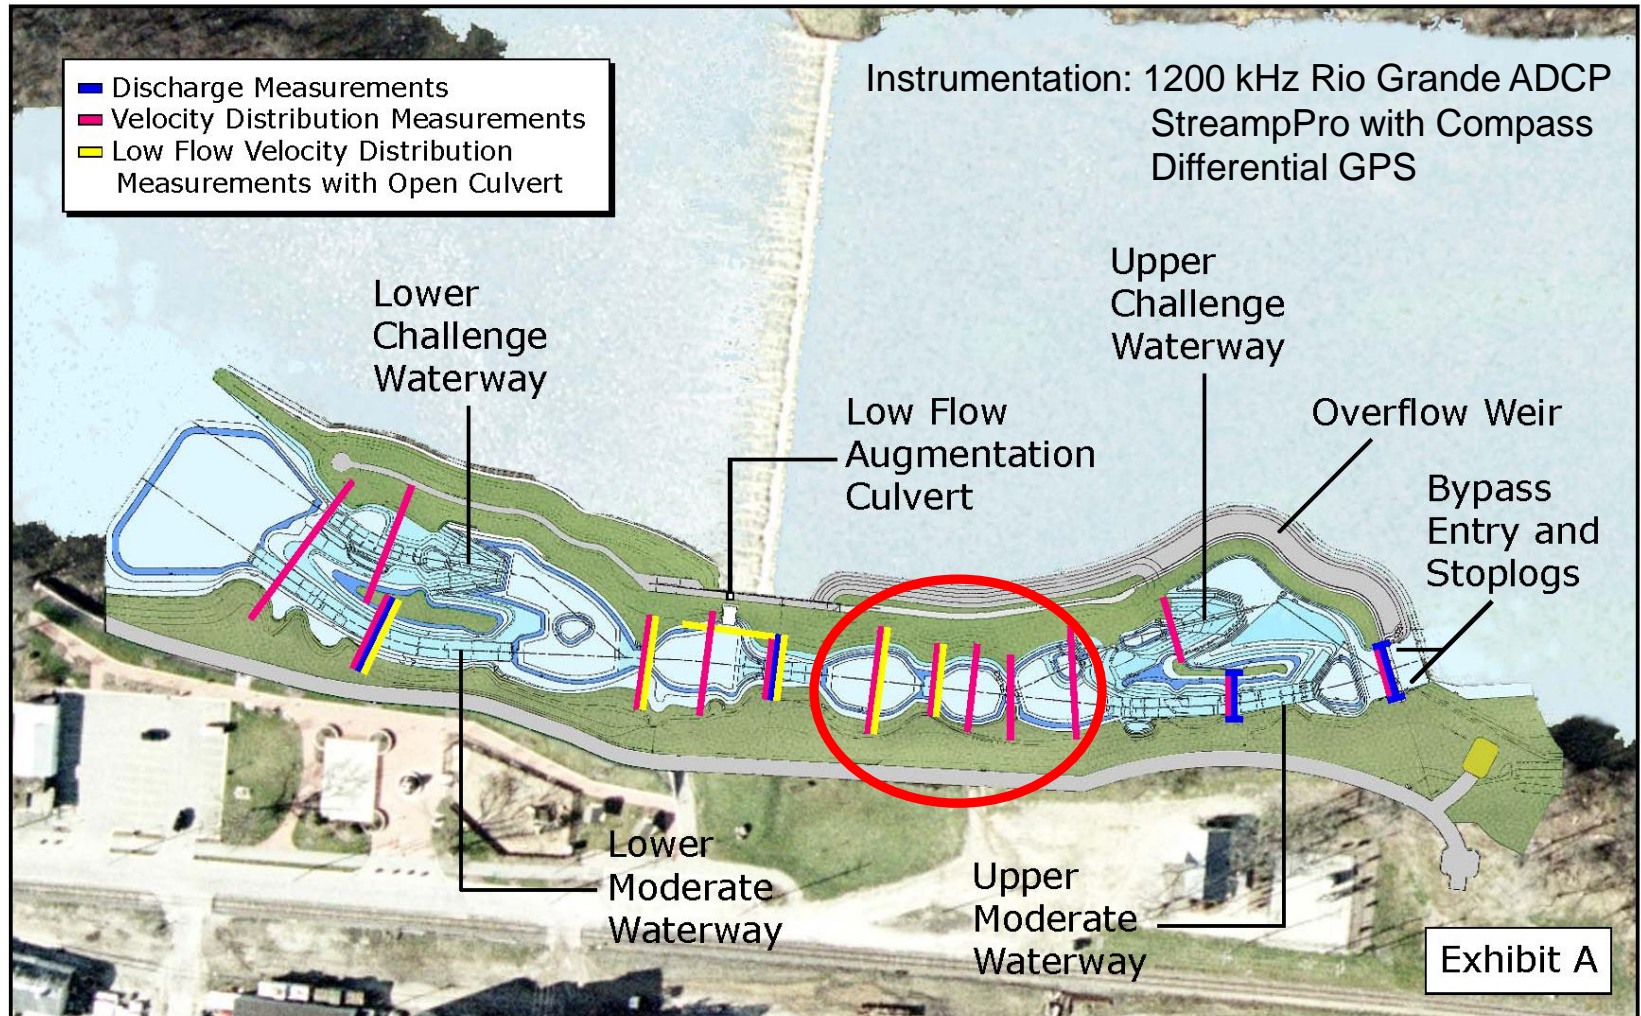 Discharge Measurements
Velocity Distribution Measurements
Low Flow Velocity Distribution
Measurements with Open Culvert
Instrumentation: 1200 kHz Rio Grande ADCP
StreampPro with Compass
Differential GPS
Lower
Challenge
Waterway
Low Flow
Augmentation
Culvert
Upper
Challenge
Waterway
Overflow Weir
Bypass
Entry and
Stoplogs
Lower
Moderate
Waterway
Upper
Moderate
Waterway
Exhibit A